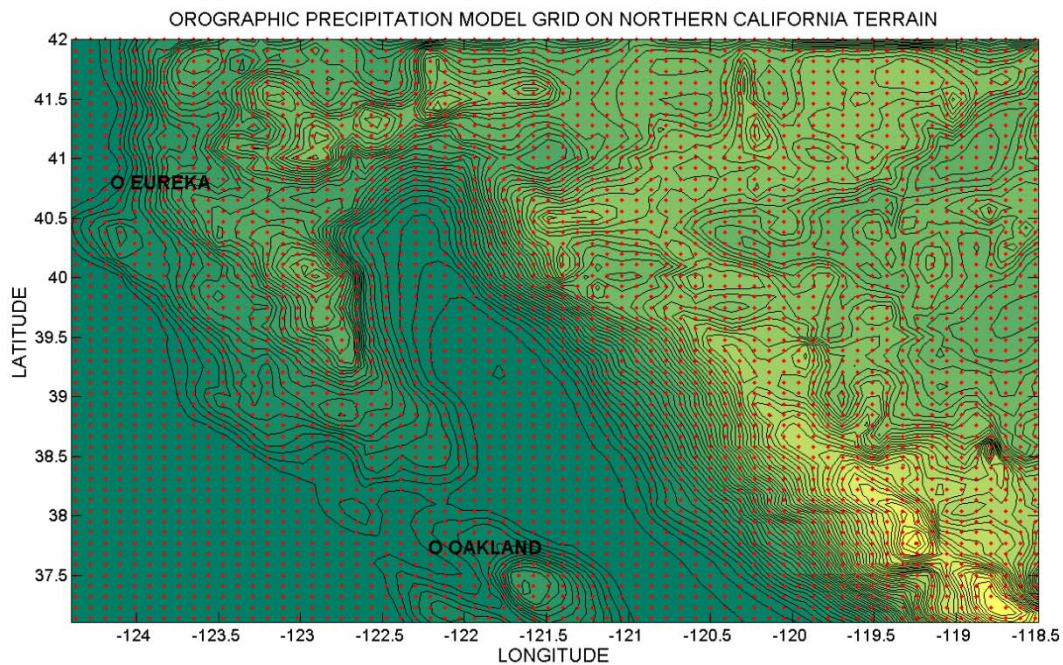 OROGRAPHIC PRECIPITATION MODEL GRID ON NORTHERN CALIFORNIA TERRAIN
42
41.5
41
O EUREKA
40.5
40
LATITUDE
39.5
39
38.5
38
O OAKLAND
37.5
-124 -123.5 -123 -122.5 -122 -121.5 -121 -120.5 -120 -119.5 -119 -118.5
LONGITUDE